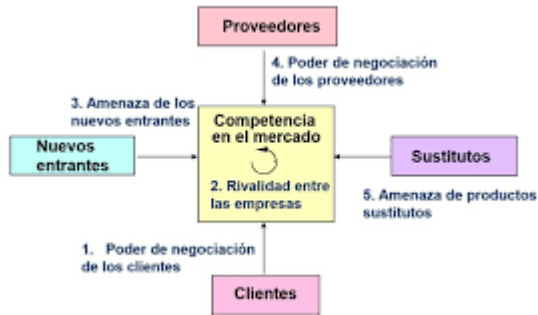 Proveedores
4. Poder de negociación
de los proveedores
3. Amenaza de los
nuevos entrantes
Competencia
en el mercado
Nuevos
entrantes
2. Rivalidad entre
las empresas
Sustitutos
5. Amenaza de productos
sustitutos
1. Poder de negociación
de los clientes
Clientes